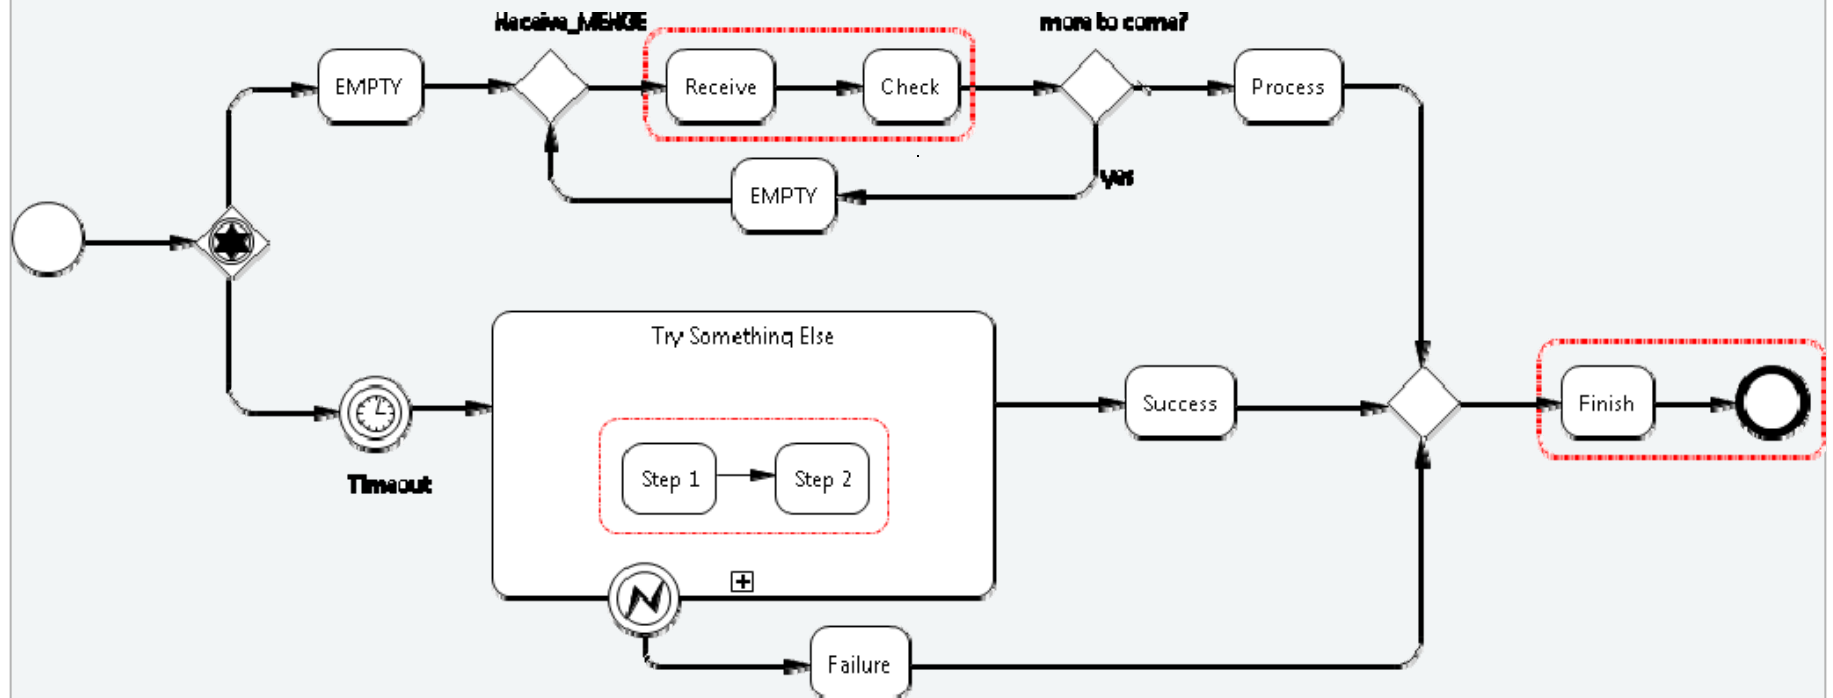 Receive_MERGE
more to come?
EMPTY
Receive
Check
Process
EMPTY
yes
Try Something Else
Success
Finish
Step 1
Step 2
Timeout
Failure